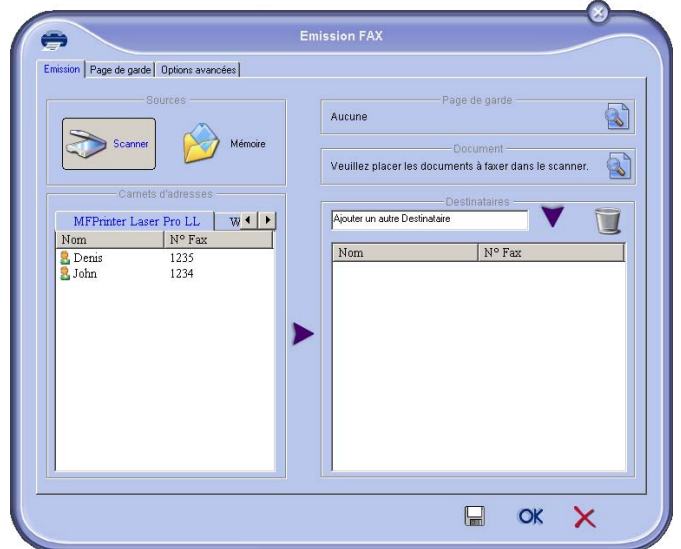 Emission FAX
Emission
Page de garde
Options avancées
Sources
Scanner
Mémoire
Page de garde
Aucune
Document
Veuillez placer les documents à faxer dans le scanner.
Carnets d'adresses
MFPrinter Laser Pro LL
Nom N° Fax
Denis 1235
John 1234
Destinataires
Ajouter un autre Destinataire
Nom N° Fax
OK